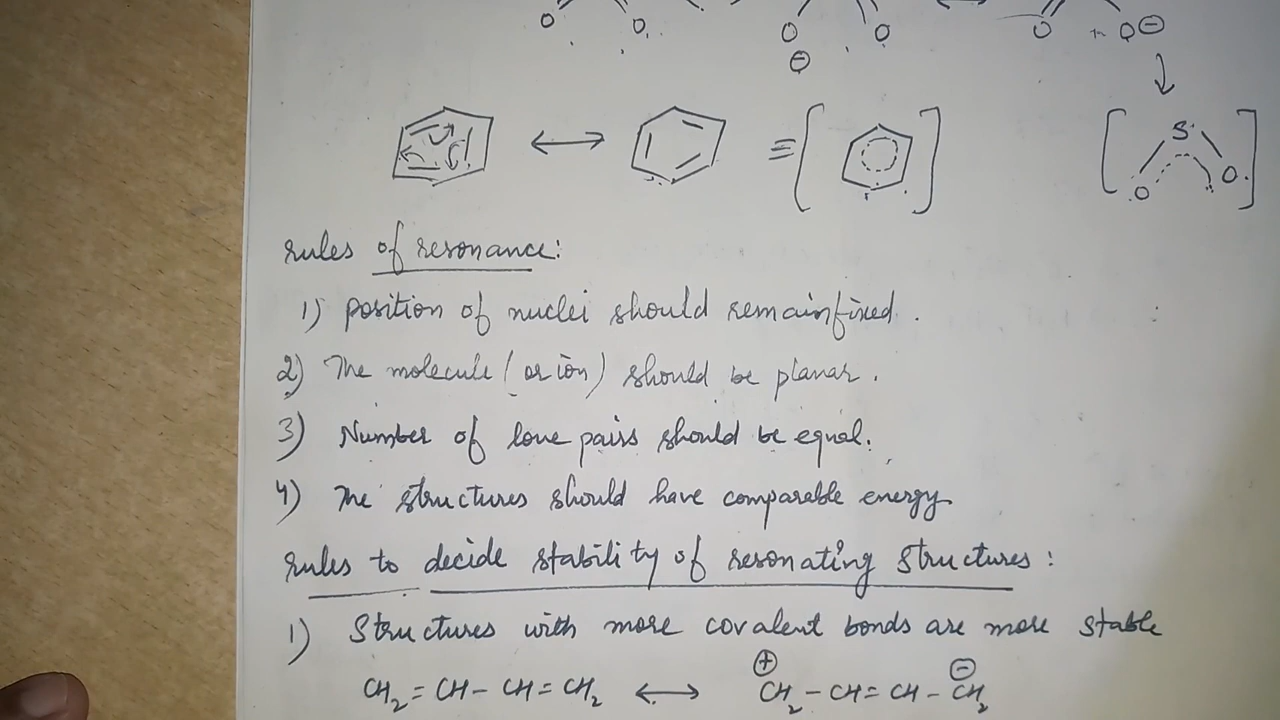 O O O O O + O⊖
⊖
≡ [ ] [ S O O ]
rules of resonance:
1) position of nuclei should remain fixed.
2) The molecule (or ion) should be planar.
3) Number of lone pairs should be equal.
4) The structures should have comparable energy
rules to decide stability of resonating structures:
1) Structures with more covalent bonds are more stable
CH₂=CH-CH=CH₂ ↔ ⊕CH₂-CH=CH-⊖CH₂